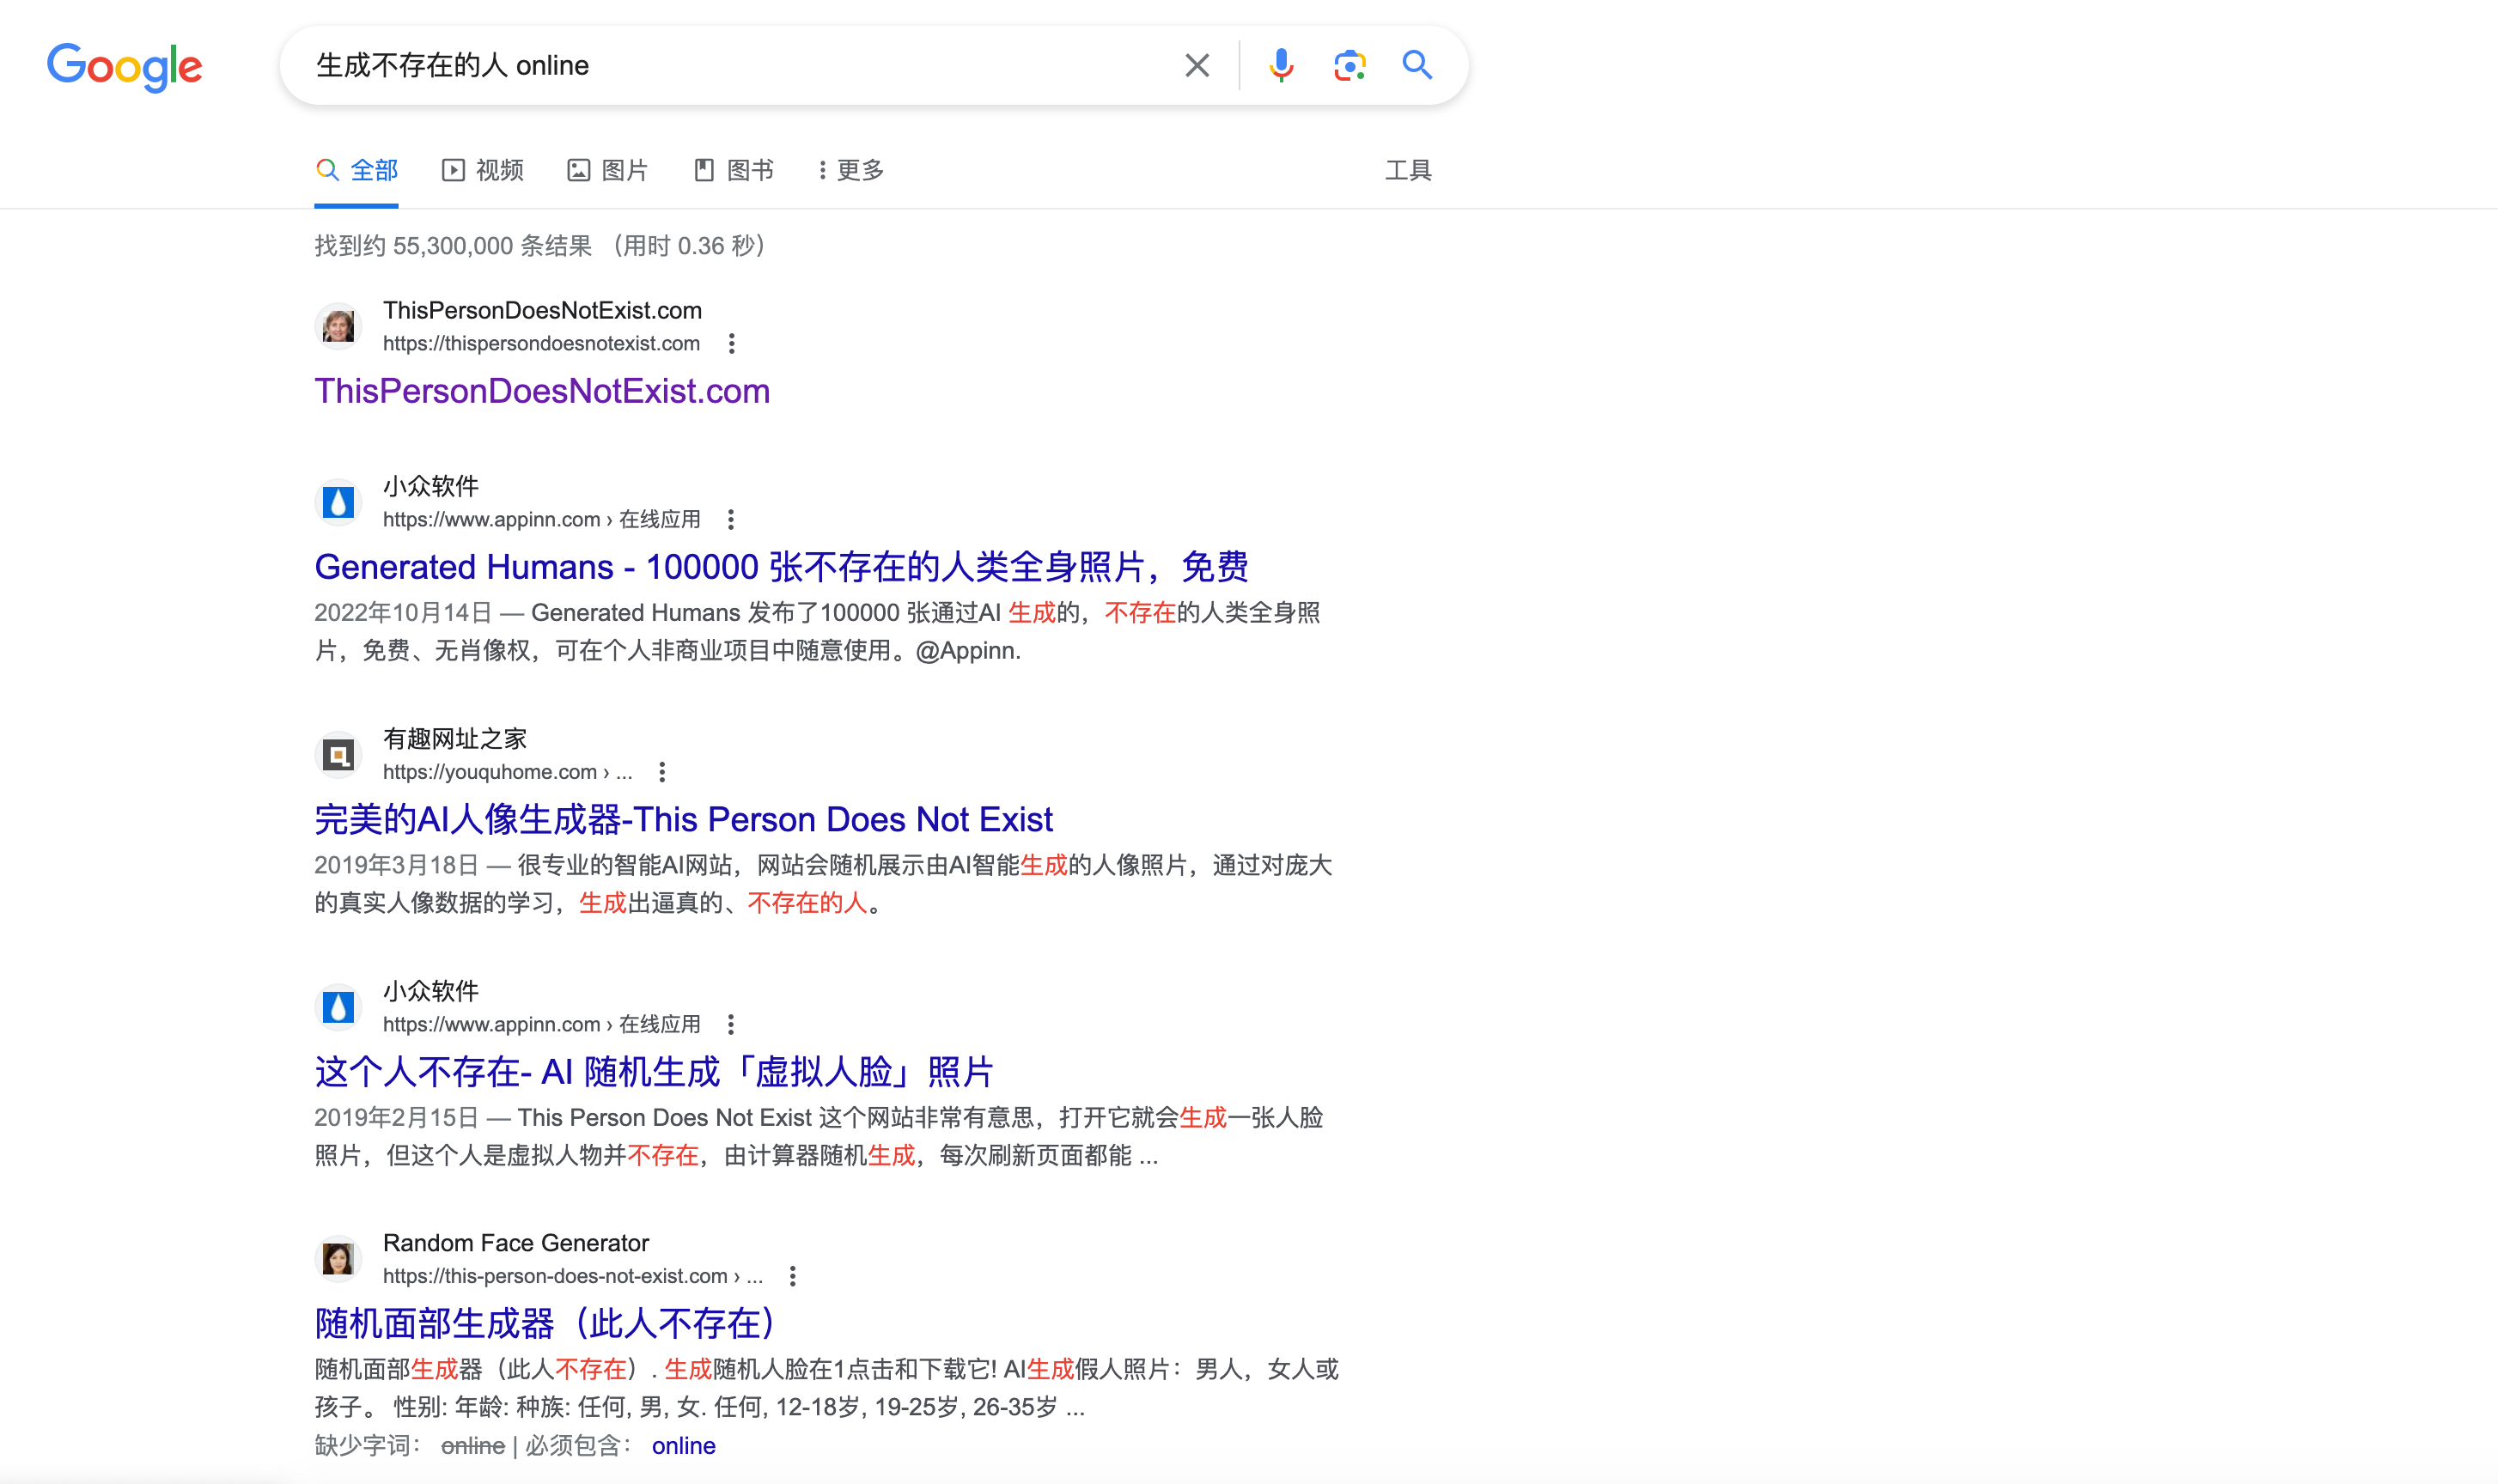 Google
生成不存在的人 online
全部 视频 图片 图书 更多 工具
找到约 55,300,000 条结果 （用时 0.36 秒）
ThisPersonDoesNotExist.com
https://thispersondoesnotexist.com
ThisPersonDoesNotExist.com
小众软件
https://www.appinn.com › 在线应用
Generated Humans - 100000 张不存在的人类全身照片，免费
2022年10月14日 — Generated Humans 发布了100000 张通过AI 生成的，不存在的人类全身照
片，免费、无肖像权，可在个人非商业项目中随意使用。@Appinn.
有趣网址之家
https://youquhome.com › ...
完美的AI人像生成器-This Person Does Not Exist
2019年3月18日 — 很专业的智能AI网站，网站会随机展示由AI智能生成的人像照片，通过对庞大
的真实人像数据的学习，生成出逼真的、不存在的人。
小众软件
https://www.appinn.com › 在线应用
这个人不存在- AI 随机生成「虚拟人脸」照片
2019年2月15日 — This Person Does Not Exist 这个网站非常有意思，打开它就会生成一张人脸
照片，但这个人是虚拟人物并不存在，由计算器随机生成，每次刷新页面都能 ...
Random Face Generator
https://this-person-does-not-exist.com › ...
随机面部生成器（此人不存在）
随机面部生成器（此人不存在）. 生成随机人脸在1点击和下载它! AI生成假人照片：男人，女人或
孩子。 性别: 年龄: 种族: 任何, 男, 女. 任何, 12-18岁, 19-25岁, 26-35岁 ...
缺少字词： online | 必须包含： online